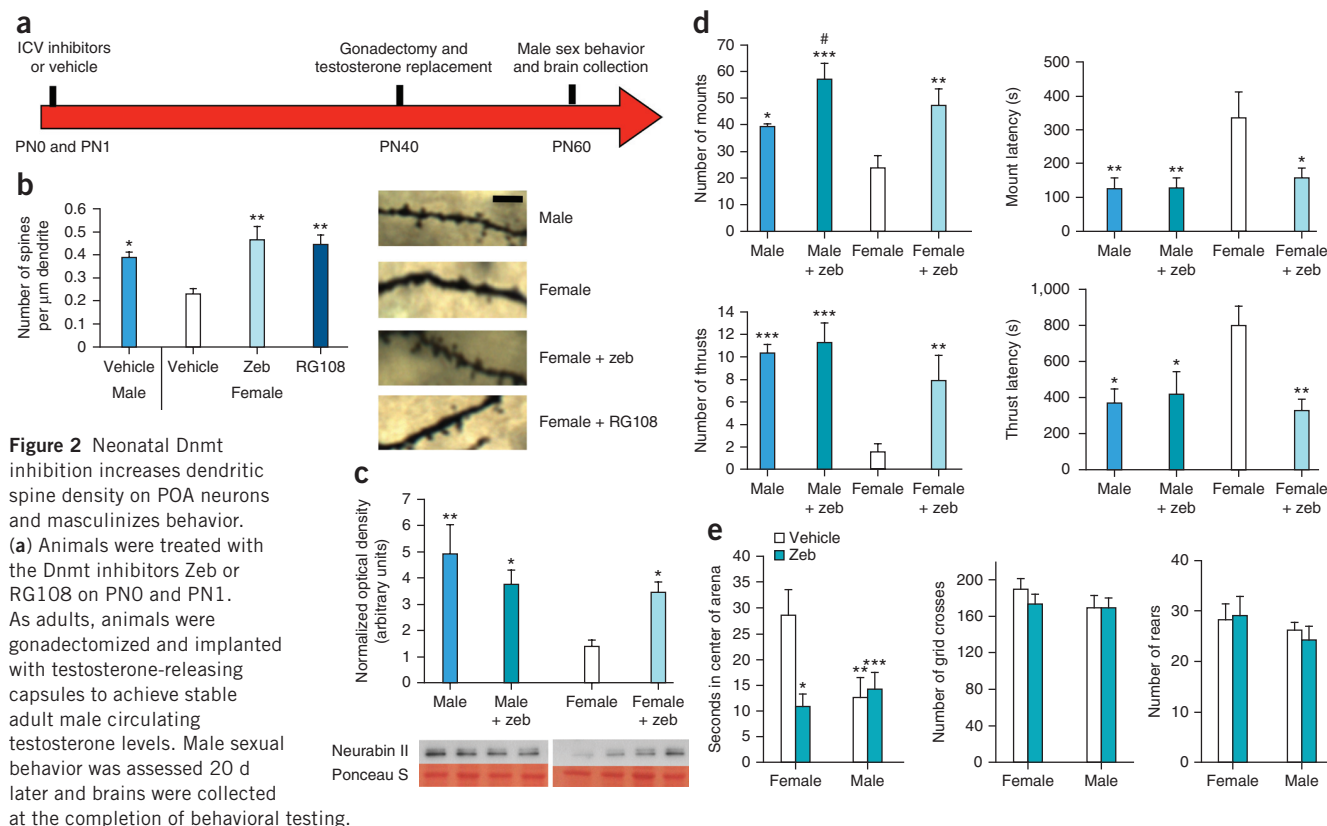 a
ICV inhibitors
or vehicle
Gonadectomy and
testosterone replacement
Male sex behavior
and brain collection
PN0 and PN1
PN40
PN60
b
Number of spines
per μm dendrite
0.6
0.5
0.4
0.3
0.2
0.1
0
*
**
**
Vehicle
Vehicle
Zeb
RG108
Male
Female
Male
Female
Female + zeb
Female + RG108
Figure 2 Neonatal Dnmt
inhibition increases dendritic
spine density on POA neurons
and masculinizes behavior.
(a) Animals were treated with
the Dnmt inhibitors Zeb or
RG108 on PN0 and PN1.
As adults, animals were
gonadectomized and implanted
with testosterone-releasing
capsules to achieve stable
adult male circulating
testosterone levels. Male sexual
behavior was assessed 20 d
later and brains were collected
at the completion of behavioral testing.
c
Normalized optical density
(arbitrary units)
7
6
5
4
3
2
1
0
**
*
*
Male
Male
+ zeb
Female
Female
+ zeb
Neurabin II
Ponceau S
d
Number of mounts
70
60
50
40
30
20
10
0
*
#
***
**
Male
Male
+ zeb
Female
Female
+ zeb
Mount latency (s)
500
400
300
200
100
0
**
**
*
Male
Male
+ zeb
Female
Female
+ zeb
Number of thrusts
14
12
10
8
6
4
2
0
***
***
**
Male
Male
+ zeb
Female
Female
+ zeb
Thrust latency (s)
1,000
800
600
400
200
0
*
*
**
Male
Male
+ zeb
Female
Female
+ zeb
e
Vehicle
Zeb
Seconds in center of arena
40
35
30
25
20
15
10
5
0
*
**
***
Female
Male
Number of grid crosses
200
160
120
80
40
0
Female
Male
Number of rears
40
30
20
10
0
Female
Male